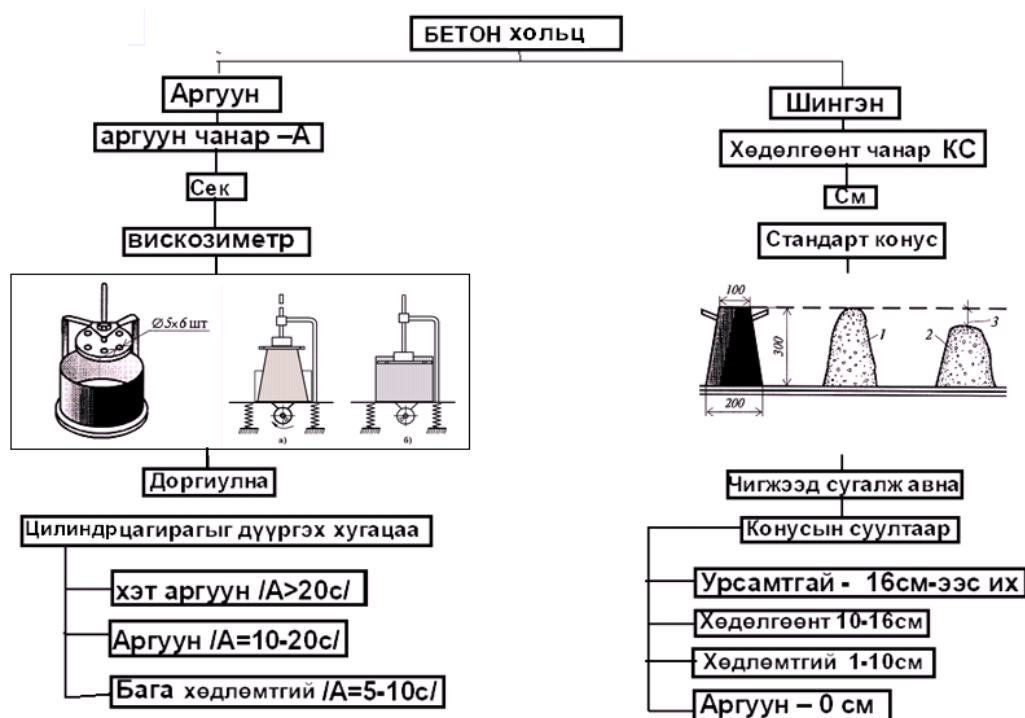 БЕТОН хольц
Аргуун
аргуун чанар –А
Сек
вискозиметр
Ø5×6 шт
а)
б)
Доргиулна
Цилиндрцагирагыг дүүргэх хугацаа
хэт аргуун /А>20с/
Аргуун /А=10-20с/
Бага хөдлөмтгий /А=5-10с/
Шингэн
Хөдөлгөөнт чанар КС
См
Стандарт конус
100
300
200
1
2
3
Чигжээд сугалж авна
Конусын суултаар
Урсамтгай - 16см-ээс их
Хөдөлгөөнт 10-16см
Хөдлөмтгий 1-10см
Аргуун – 0 см